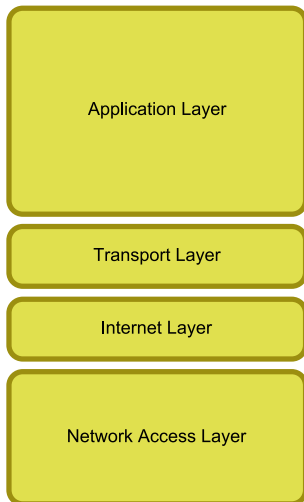 Application Layer
Transport Layer
Internet Layer
Network Access Layer